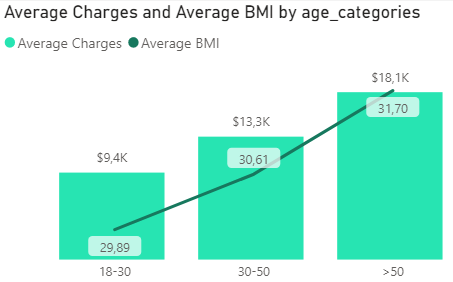 Average Charges and Average BMI by age_categories
Average Charges Average BMI
$18,1K
31,70
$13,3K
30,61
$9,4K
29,89
18-30 30-50 >50